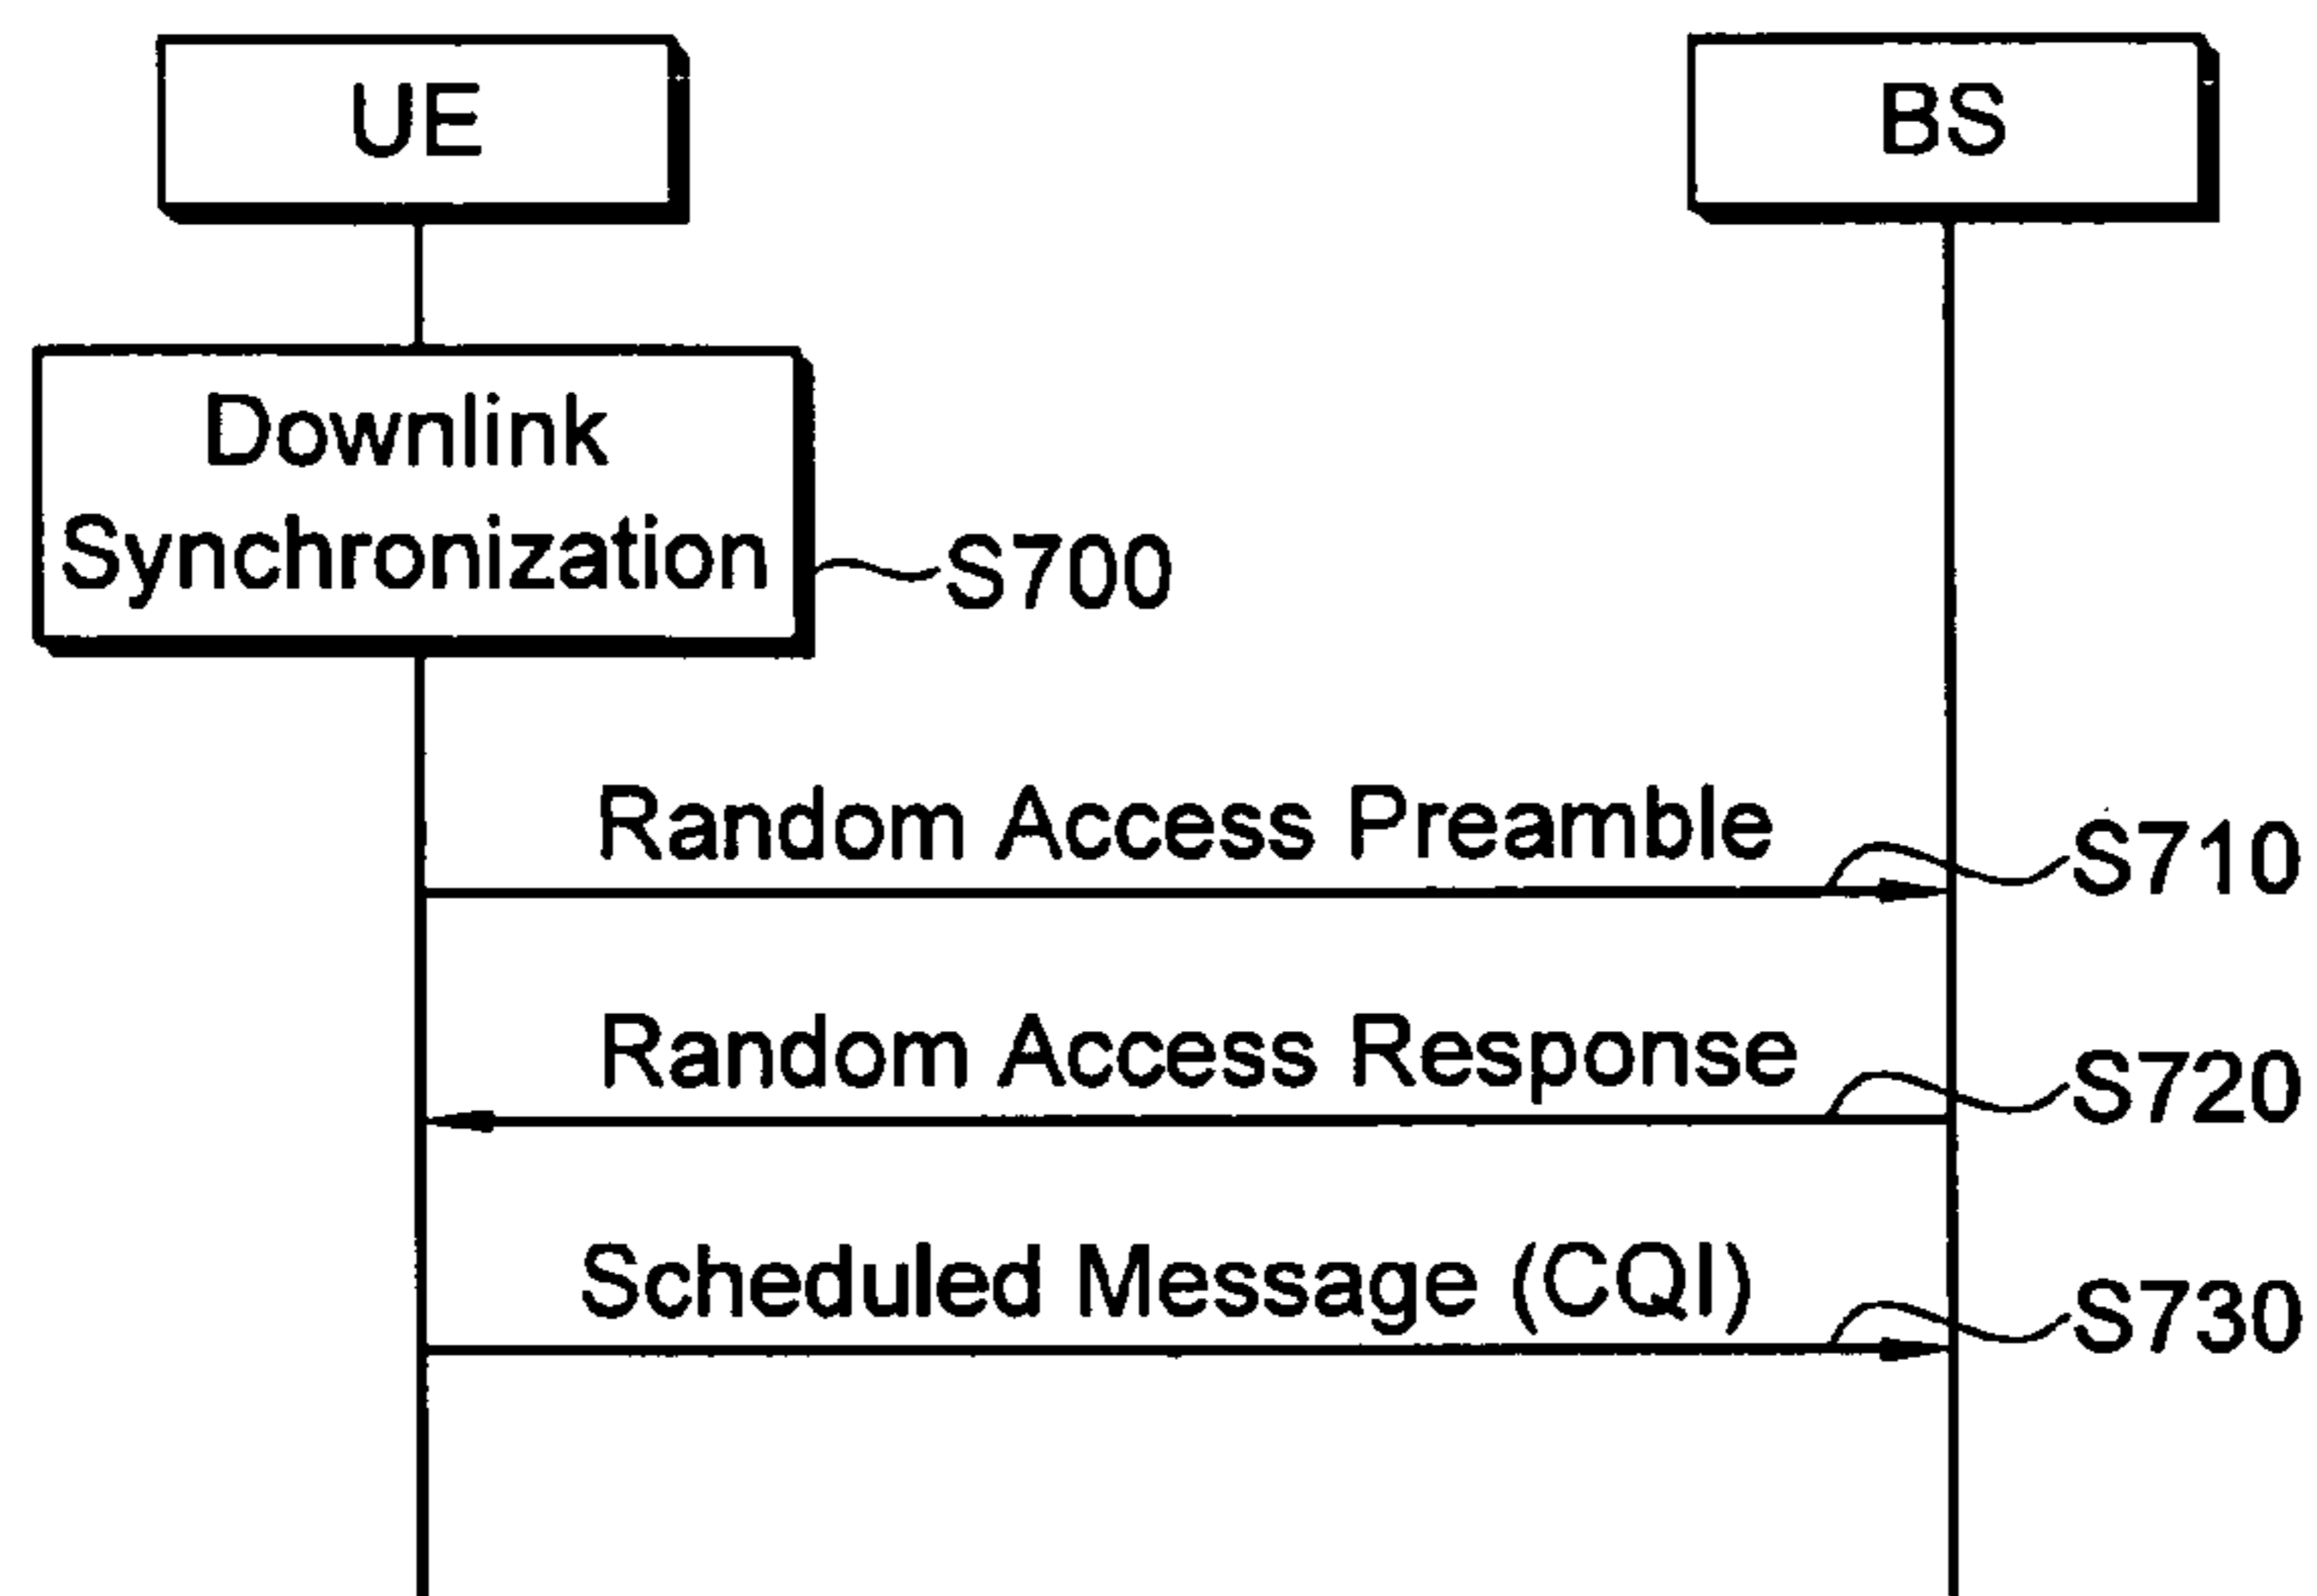 UE
BS
Downlink
Synchronization
S700
Random Access Preamble
S710
Random Access Response
S720
Scheduled Message (CQI)
S730